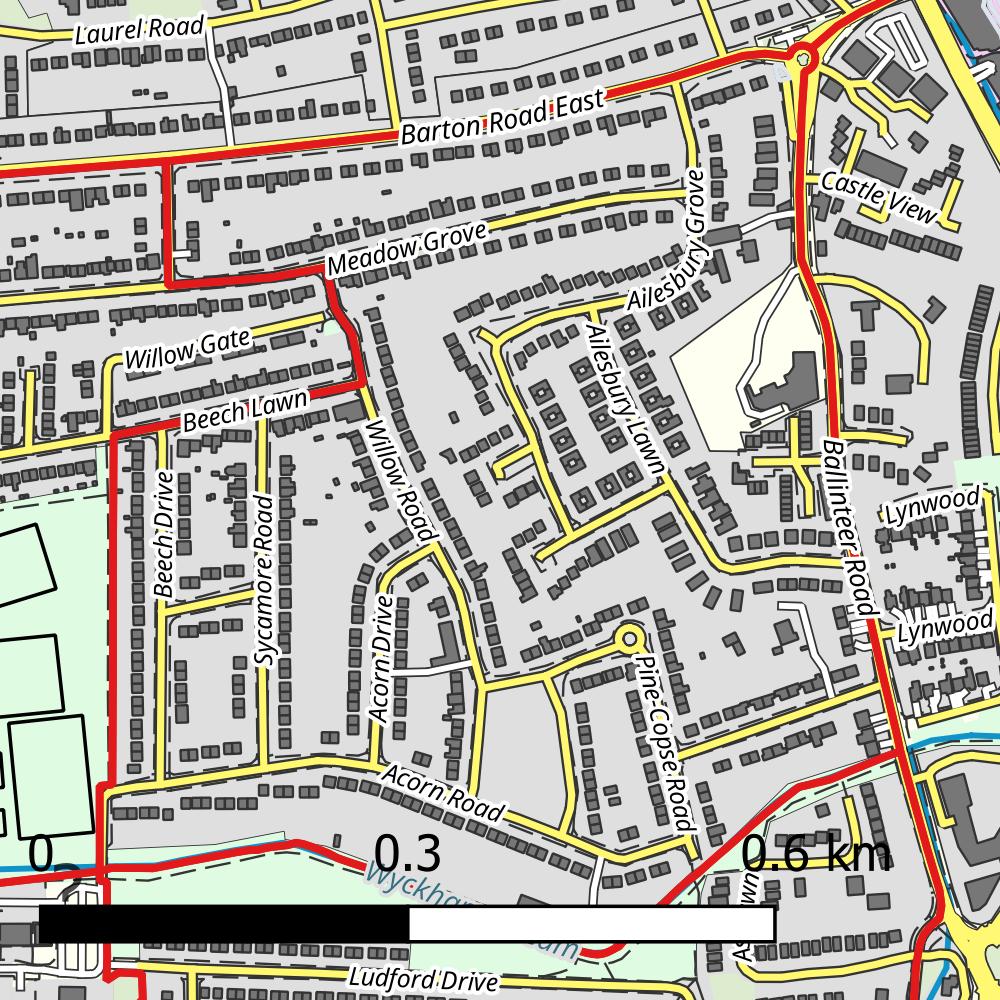 Laurel Road
Barton Road East
Castle View
Meadow Grove
Ailesbury Grove
Ailesbury Grove
Willow Gate
Ailesbury Lawn
Beech Lawn
Willow Road
Ballinteer Road
Beech Drive
Sycamore Road
Lynwood
Acorn Drive
Lynwood
Pine Copse Road
Acorn Road
0
0.3
0.6 km
Ludford Drive